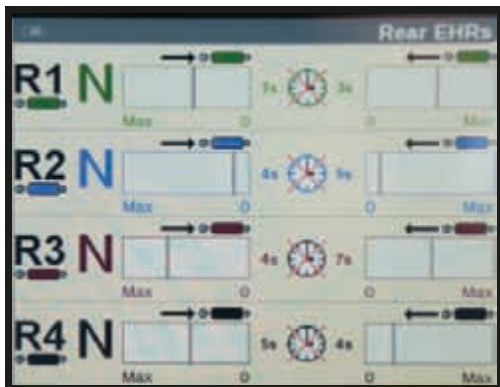 Rear EHRs
R1 N 7s 3s
Max 0 0 Max
R2 N 4s 9s
Max 0 0 Max
R3 N 4s 7s
Max 0 0 Max
R4 N 5s 4s
Max 0 0 Max